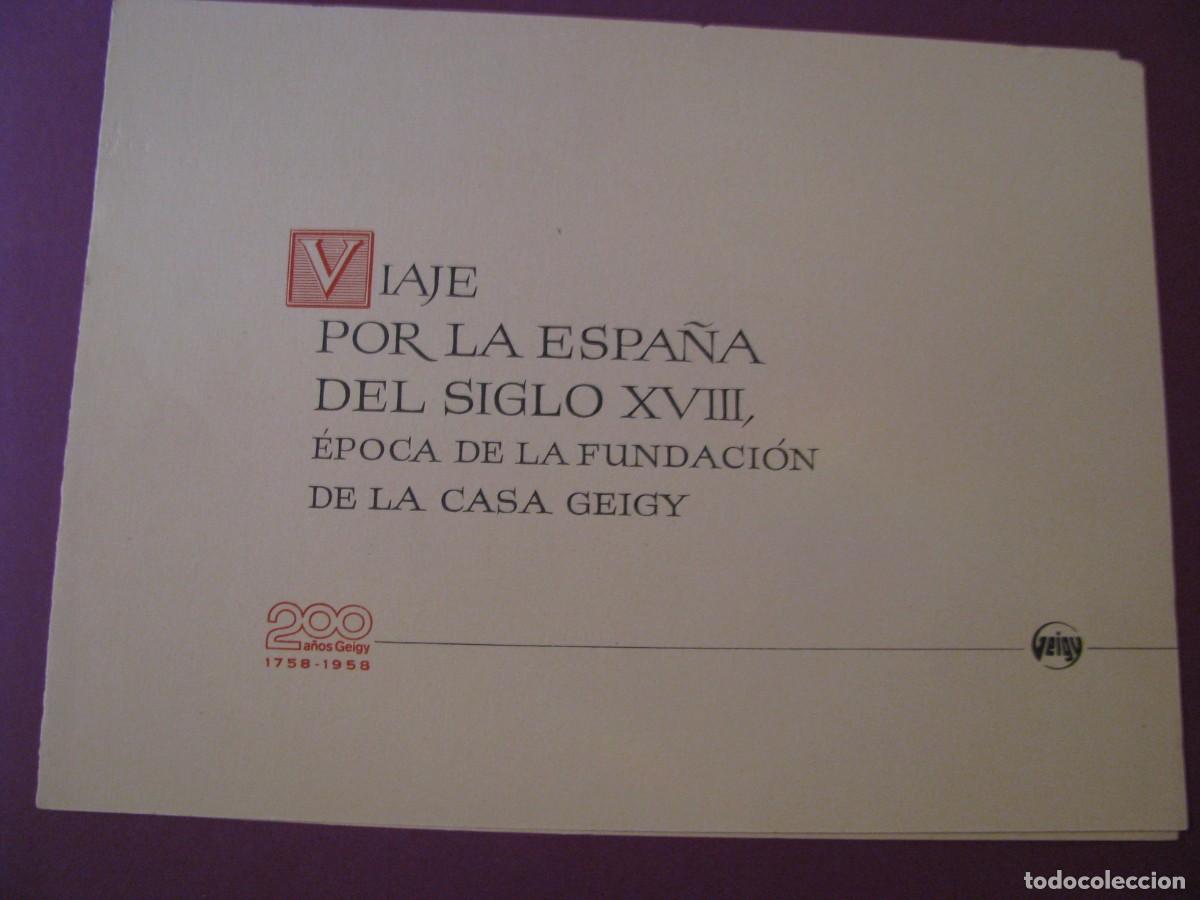 VIAJE
POR LA ESPAÑA
DEL SIGLO XVIII,
ÉPOCA DE LA FUNDACIÓN
DE LA CASA GEIGY
200
años Geigy
1758-1958
Geigy
todocoleccion